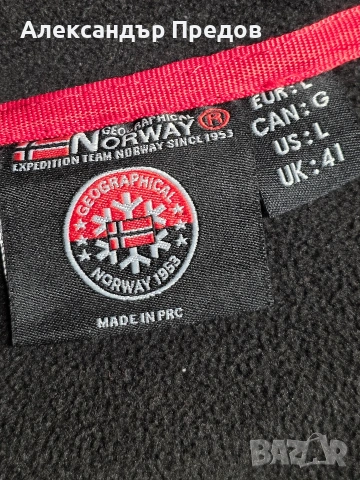 Александър Предов
GEOGRAPHICAL
NORWAY ®
EXPEDITION TEAM NORWAY SINCE 1953
GEOGRAPHICAL
NORWAY 1953
MADE IN PRC
EUR: L
CAN: G
US: L
UK: 41
BAZAR